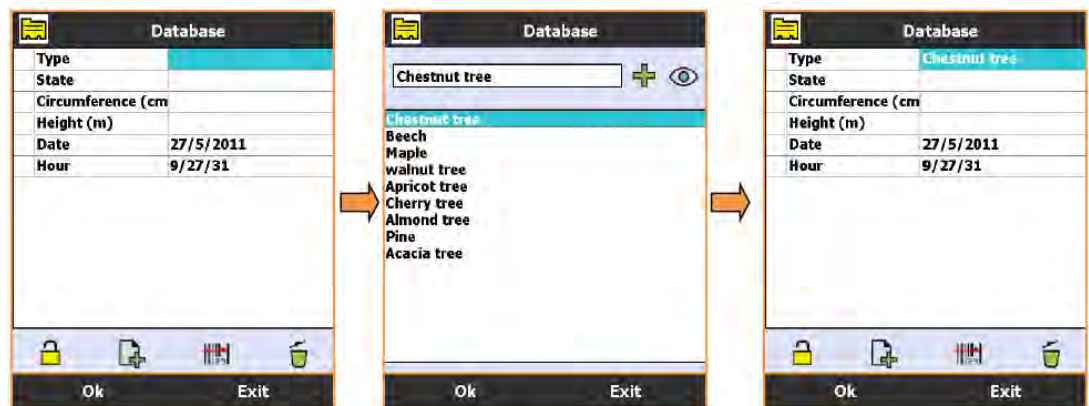 Database
Type
State
Circumference (cm
Height (m)
Date 27/5/2011
Hour 9/27/31
Ok Exit
Database
Chestnut tree
Chestnut tree
Beech
Maple
walnut tree
Apricot tree
Cherry tree
Almond tree
Pine
Acacia tree
Ok Exit
Database
Type Chestnut tree
State
Circumference (cm
Height (m)
Date 27/5/2011
Hour 9/27/31
Ok Exit